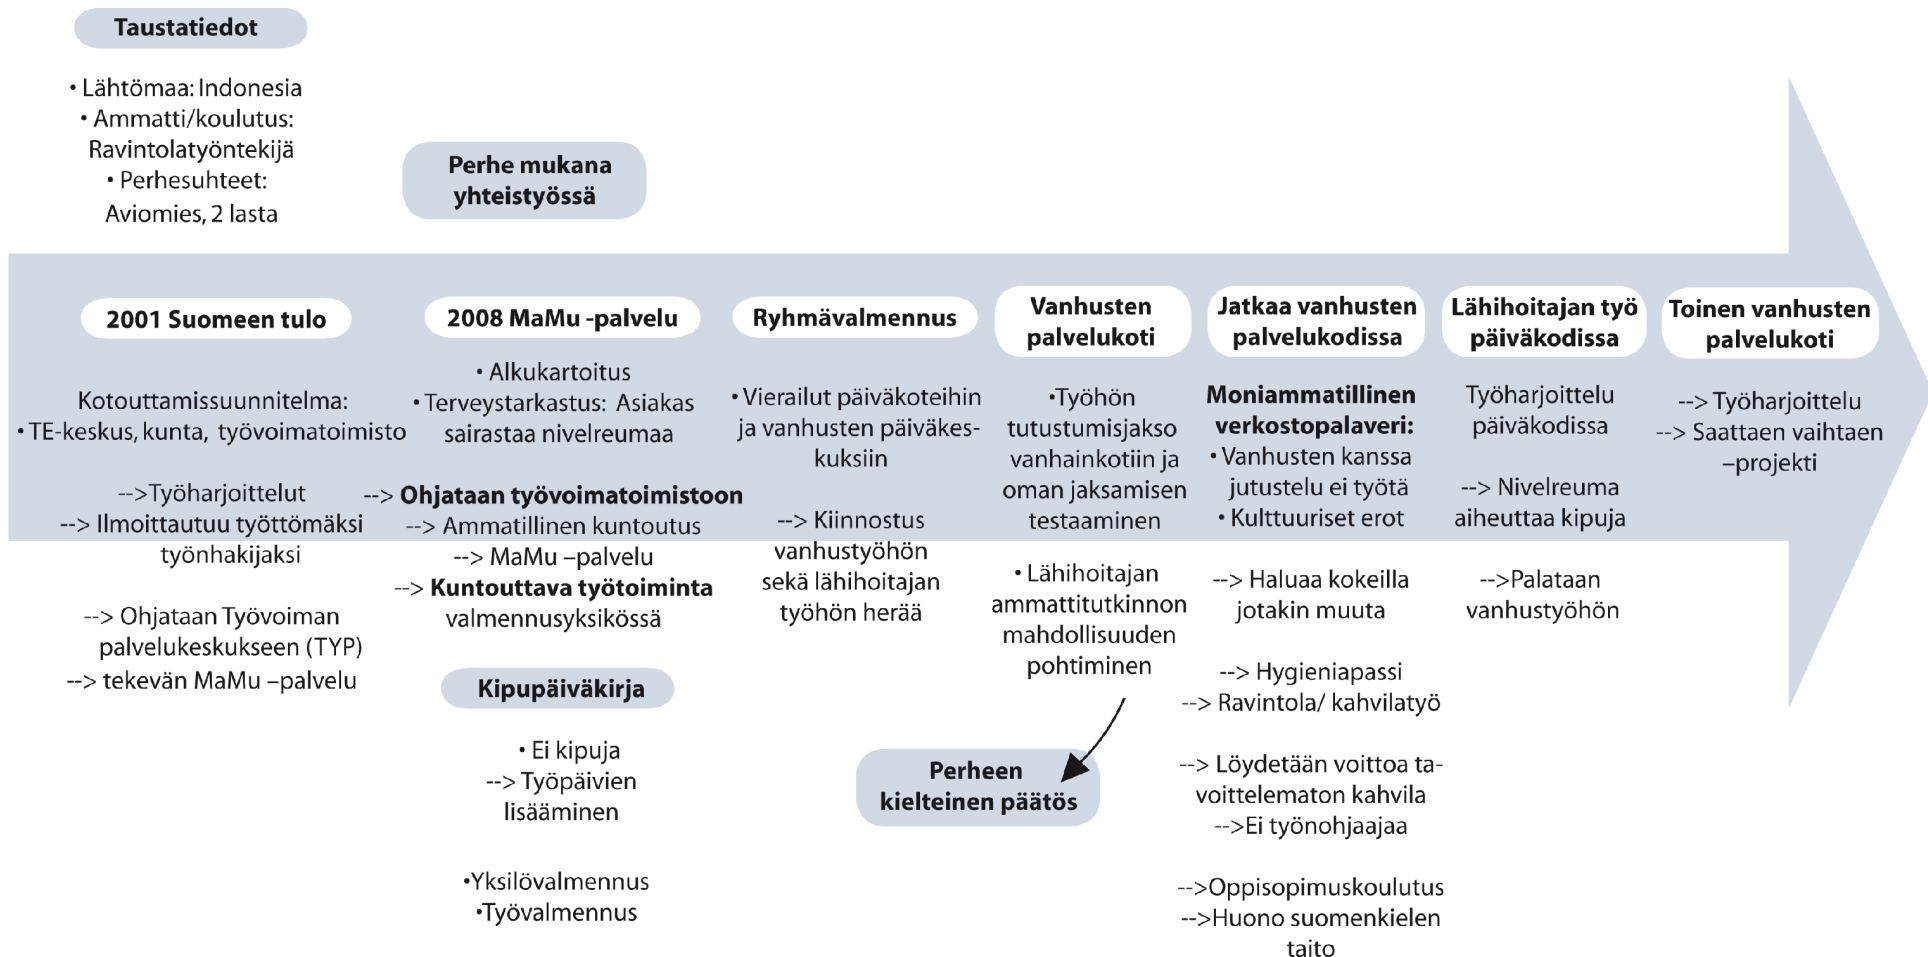 Taustatiedot
• Lähtömaa: Indonesia
• Ammatti/koulutus:
Ravintolatyöntekijä
• Perhesuhteet:
Aviomies, 2 lasta
Perhe mukana
yhteistyössä
2001 Suomeen tulo
Kotouttamissuunnitelma:
• TE-keskus, kunta, työvoimatoimisto
-->Työharjoittelut
--> Ilmoittautuu työttömäksi
työnhakijaksi
--> Ohjataan Työvoiman
palvelukeskukseen (TYP)
--> tekevän MaMu –palvelu
2008 MaMu -palvelu
• Alkukartoitus
• Terveystarkastus: Asiakas
sairastaa nivelreumaa
--> Ohjataan työvoimatoimistoon
--> Ammatillinen kuntoutus
--> MaMu –palvelu
--> Kuntouttava työtoiminta
valmennusyksikössä
Kipupäiväkirja
• Ei kipuja
--> Työpäivien
lisääminen
•Yksilövalmennus
•Työvalmennus
Ryhmävalmennus
• Vierailut päiväkoteihin
ja vanhusten päiväkes-
kuksiin
--> Kiinnostus
vanhustyöhön
sekä lähihoitajan
työhön herää
Vanhusten
palvelukoti
•Työhön
tutustumisjakso
vanhainkotiin ja
oman jaksamisen
testaaminen
• Lähihoitajan
ammattitutkinnon
mahdollisuuden
pohtiminen
Perheen
kielteinen päätös
Jatkaa vanhusten
palvelukodissa
Moniammatillinen
verkostopalaveri:
• Vanhusten kanssa
jutustelu ei työtä
• Kulttuuriset erot
--> Haluaa kokeilla
jotakin muuta
--> Hygieniapassi
--> Ravintola/ kahvilatyö
--> Löydetään voittoa ta-
voittelematon kahvila
-->Ei työnohjaajaa
-->Oppisopimuskoulutus
-->Huono suomenkielen
taito
Lähihoitajan työ
päiväkodissa
Työharjoittelu
päiväkodissa
--> Nivelreuma
aiheuttaa kipuja
-->Palataan
vanhustyöhön
Toinen vanhusten
palvelukoti
--> Työharjoittelu
--> Saattaen vaihtaen
–projekti